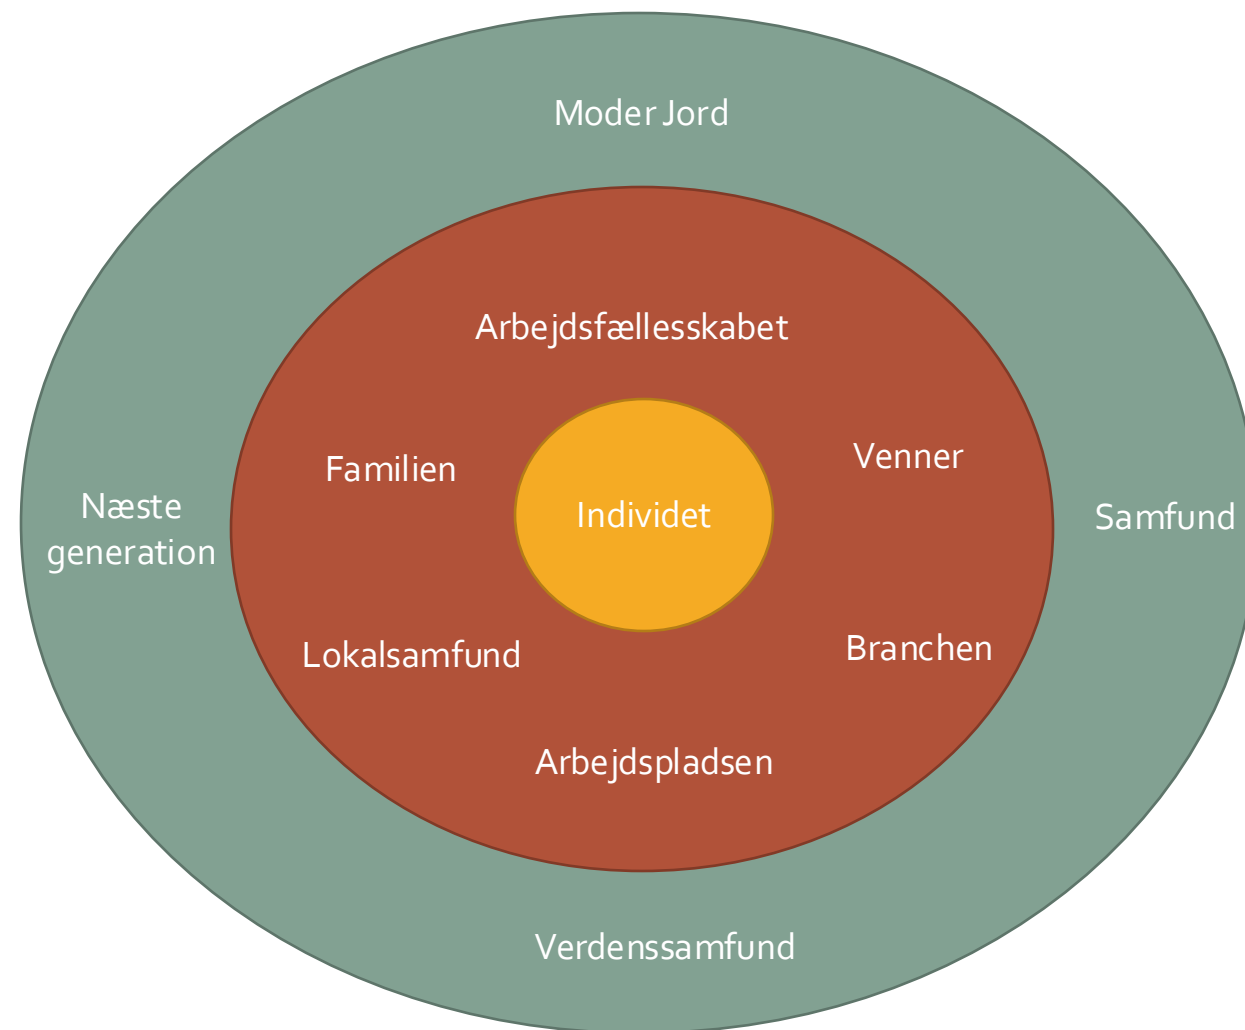 Moder Jord
Arbejdsfællesskabet
Familien
Venner
Individet
Næste
generation
Samfund
Lokalsamfund
Branchen
Arbejdspladsen
Verdenssamfund